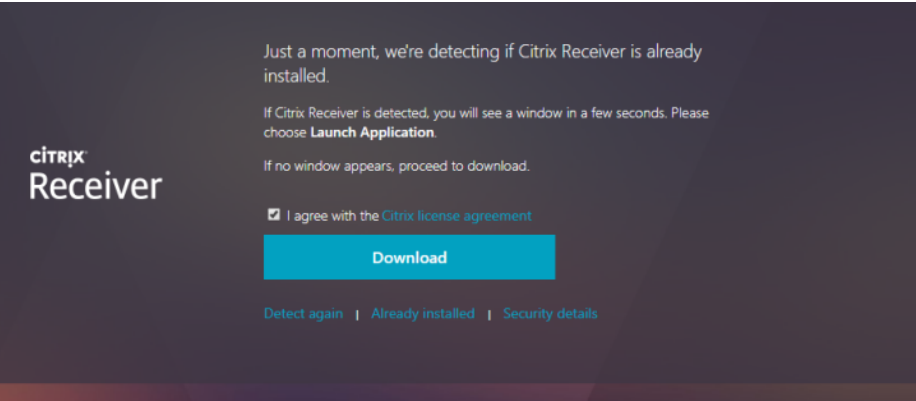 Just a moment, we're detecting if Citrix Receiver is already
installed.
If Citrix Receiver is detected, you will see a window in a few seconds. Please
choose Launch Application.
If no window appears, proceed to download.
CİTRIX
Receiver
I agree with the Citrix license agreement
Download
Detect again | Already installed | Security details